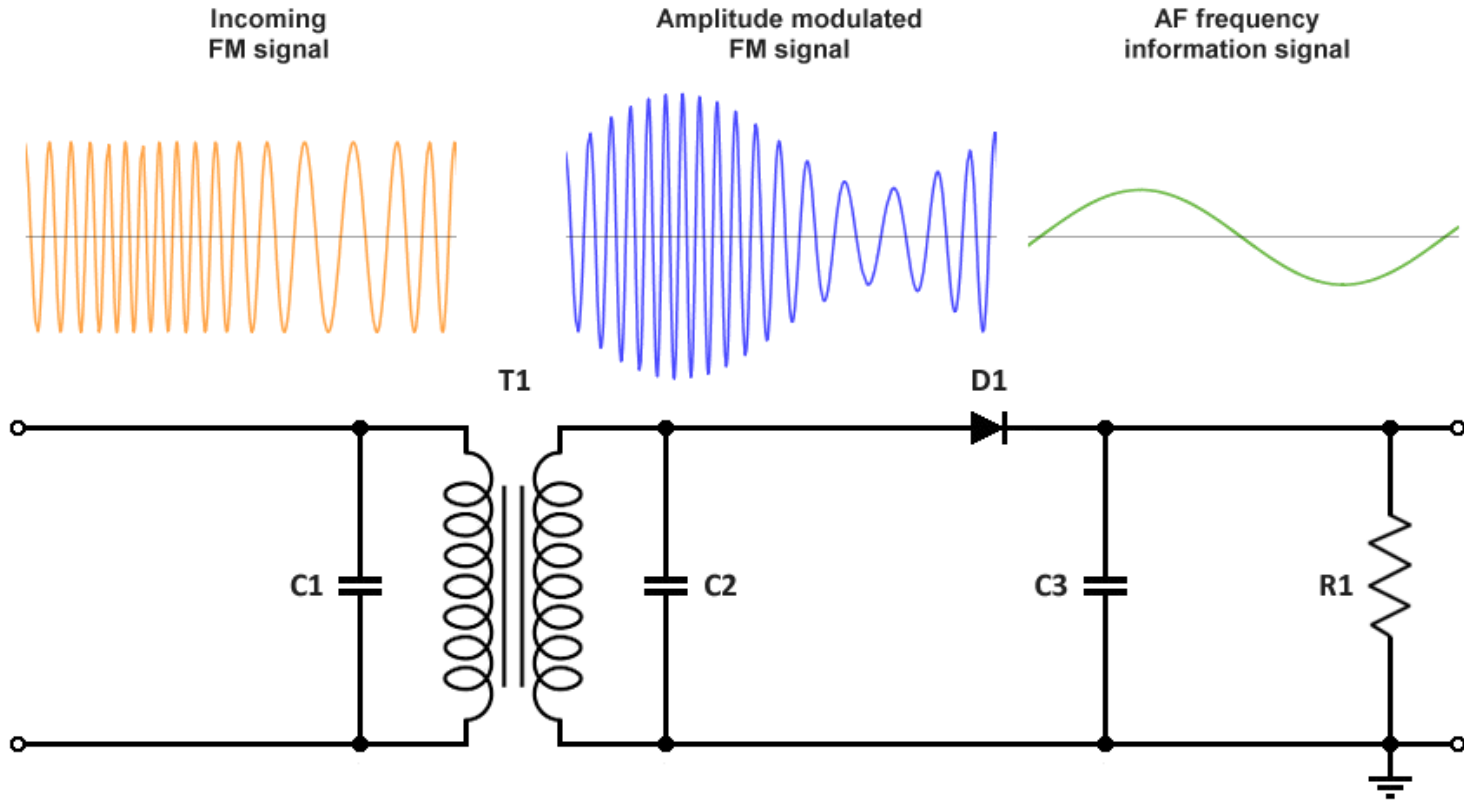 Incoming
FM signal
Amplitude modulated
FM signal
AF frequency
information signal
T1
D1
C1
C2
C3
R1